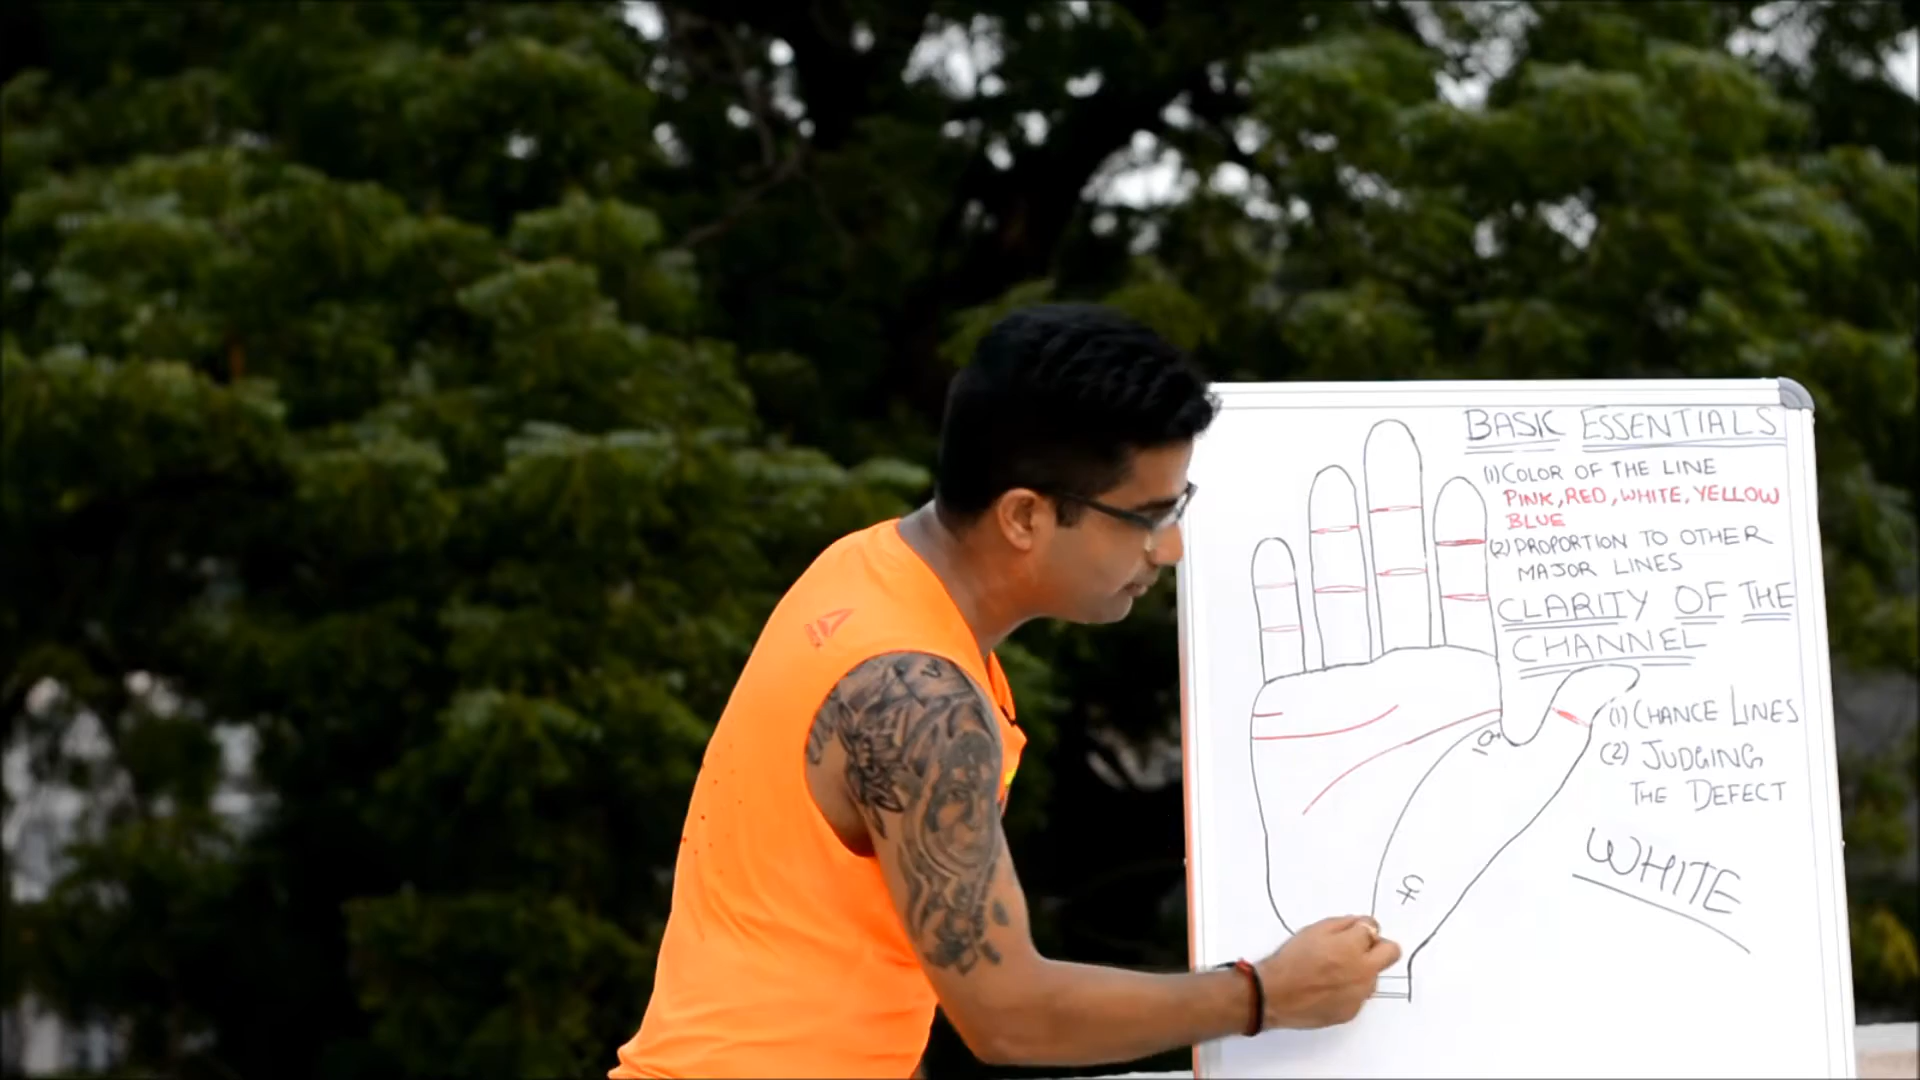 BASIC ESSENTIALS
(1) COLOR OF THE LINE
PINK, RED, WHITE, YELLOW
BLUE
(2) PROPORTION TO OTHER
MAJOR LINES
CLARITY OF THE
CHANNEL
(1) CHANCE LINES
(2) JUDGING
THE DEFECT
WHITE